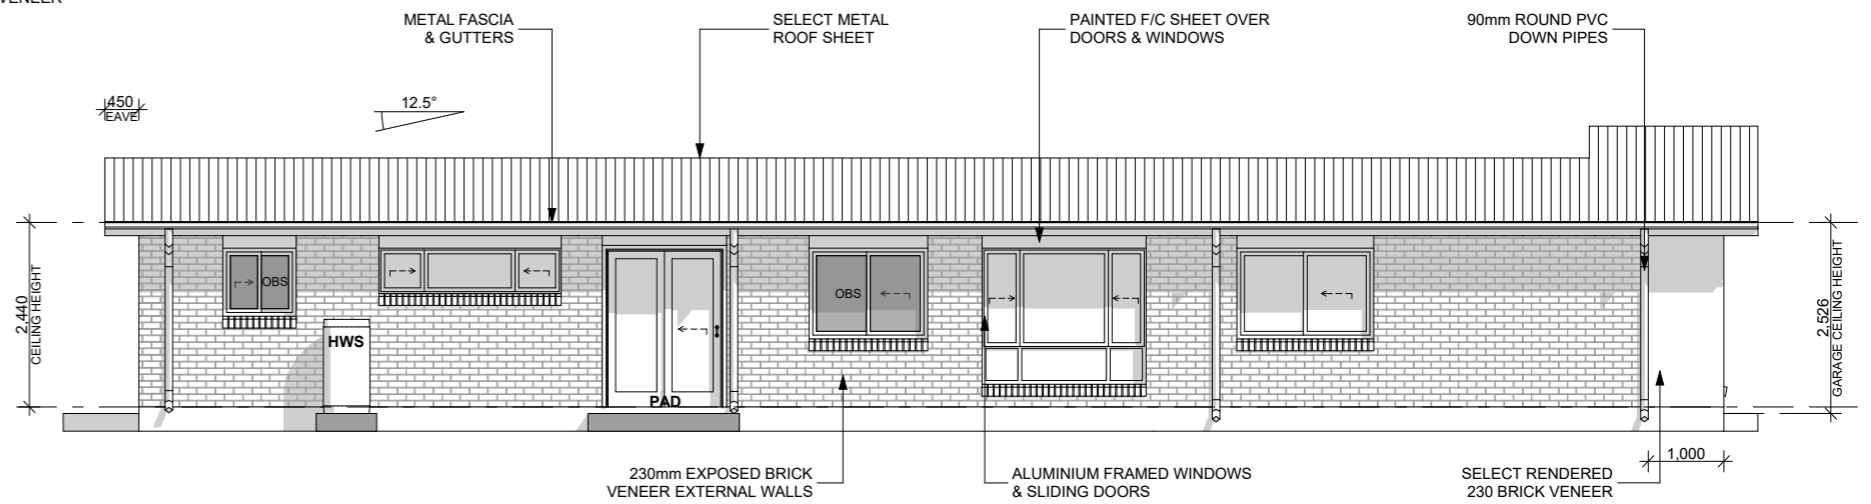 VENEER
METAL FASCIA
& GUTTERS
SELECT METAL
ROOF SHEET
PAINTED F/C SHEET OVER
DOORS & WINDOWS
90mm ROUND PVC
DOWN PIPES
450
EAVE
12.5°
2,440
CEILING HEIGHT
OBS
HWS
PAD
OBS
2,526
GARAGE CEILING HEIGHT
1,000
230mm EXPOSED BRICK
VENEER EXTERNAL WALLS
ALUMINIUM FRAMED WINDOWS
& SLIDING DOORS
SELECT RENDERED
230 BRICK VENEER